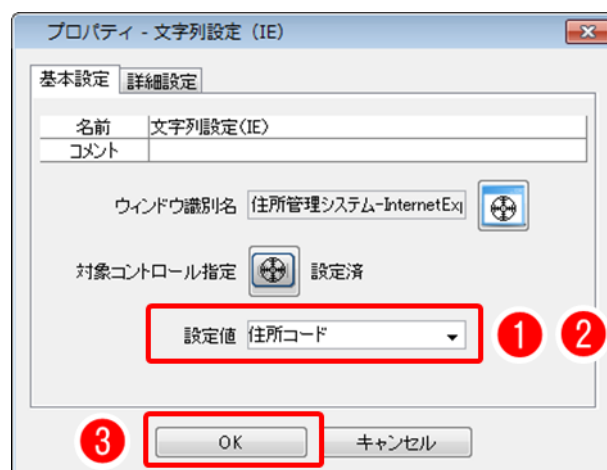 プロパティ - 文字列設定（IE）
基本設定 詳細設定
名前 文字列設定(IE)
コメント
ウィンドウ識別名 住所管理システム-InternetExp
対象コントロール指定 設定済
設定値 住所コード
1 2
3 OK キャンセル